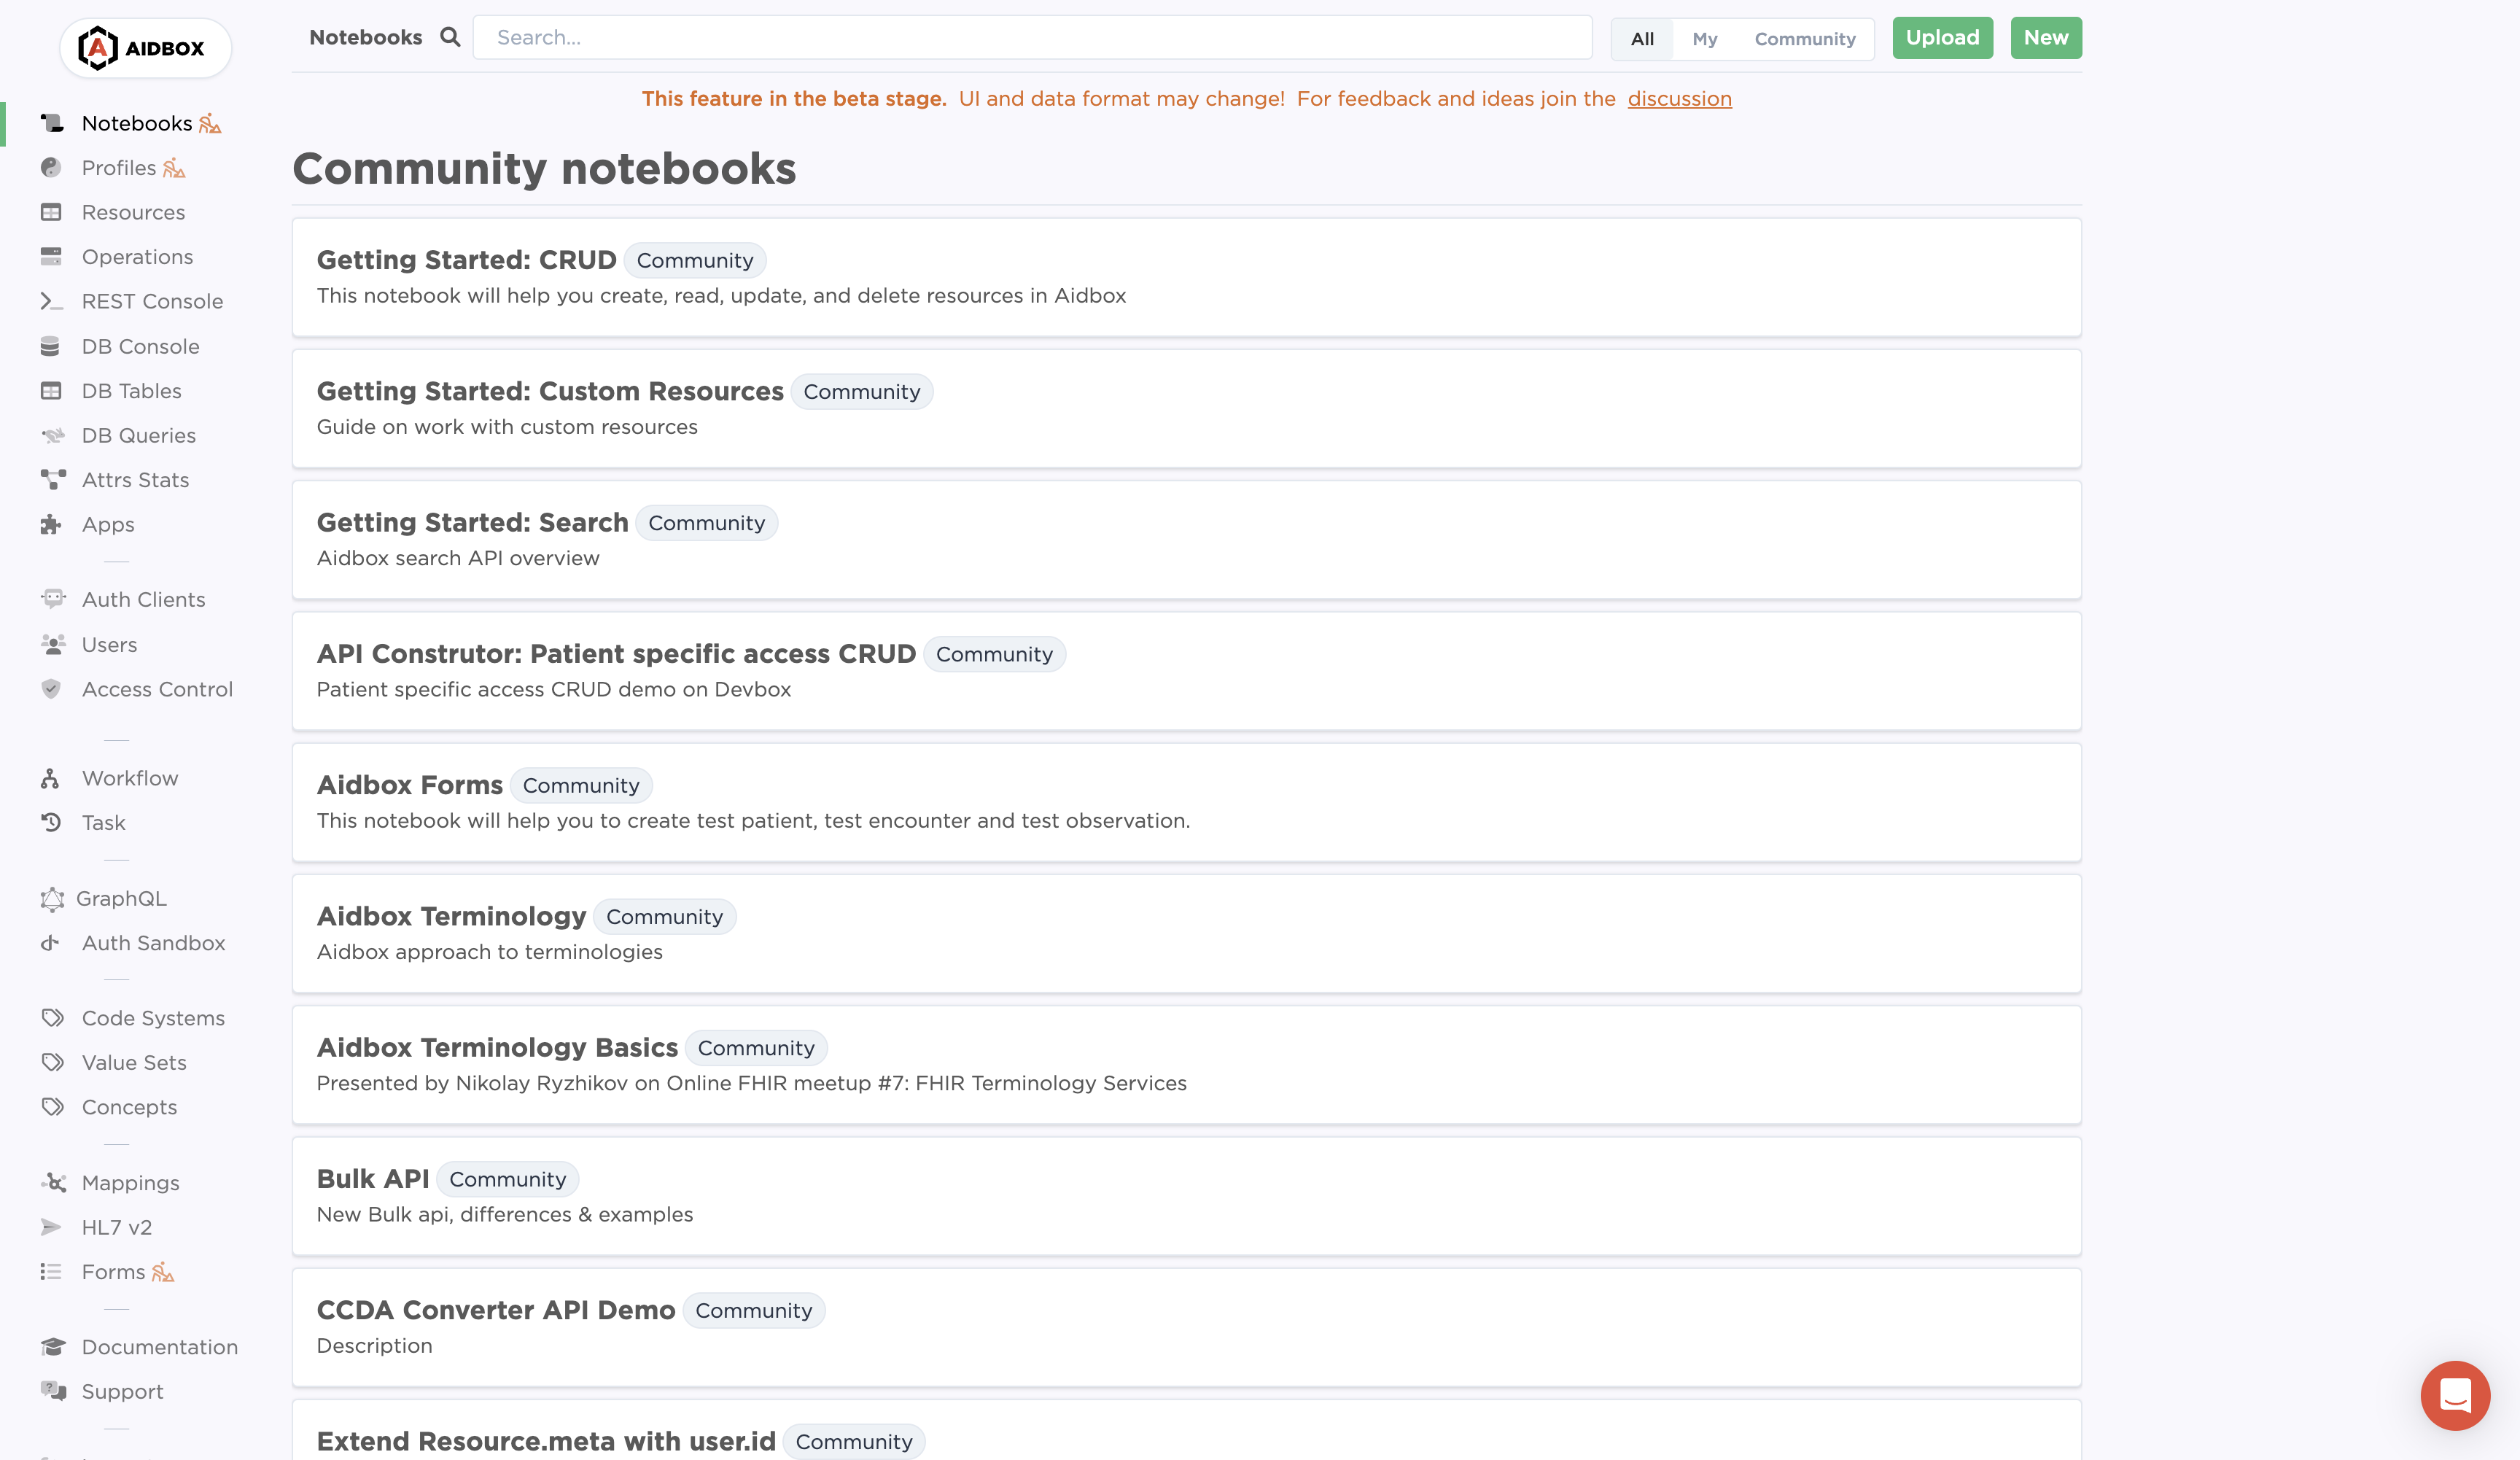 AIDBOX
Notebooks
Search...
All
My
Community
Upload
New
This feature in the beta stage. UI and data format may change! For feedback and ideas join the discussion
Notebooks
Profiles
Resources
Operations
REST Console
DB Console
DB Tables
DB Queries
Attrs Stats
Apps
Auth Clients
Users
Access Control
Workflow
Task
GraphQL
Auth Sandbox
Code Systems
Value Sets
Concepts
Mappings
HL7 v2
Forms
Documentation
Support
Community notebooks
Getting Started: CRUD Community
This notebook will help you create, read, update, and delete resources in Aidbox
Getting Started: Custom Resources Community
Guide on work with custom resources
Getting Started: Search Community
Aidbox search API overview
API Construtor: Patient specific access CRUD Community
Patient specific access CRUD demo on Devbox
Aidbox Forms Community
This notebook will help you to create test patient, test encounter and test observation.
Aidbox Terminology Community
Aidbox approach to terminologies
Aidbox Terminology Basics Community
Presented by Nikolay Ryzhikov on Online FHIR meetup #7: FHIR Terminology Services
Bulk API Community
New Bulk api, differences & examples
CCDA Converter API Demo Community
Description
Extend Resource.meta with user.id Community